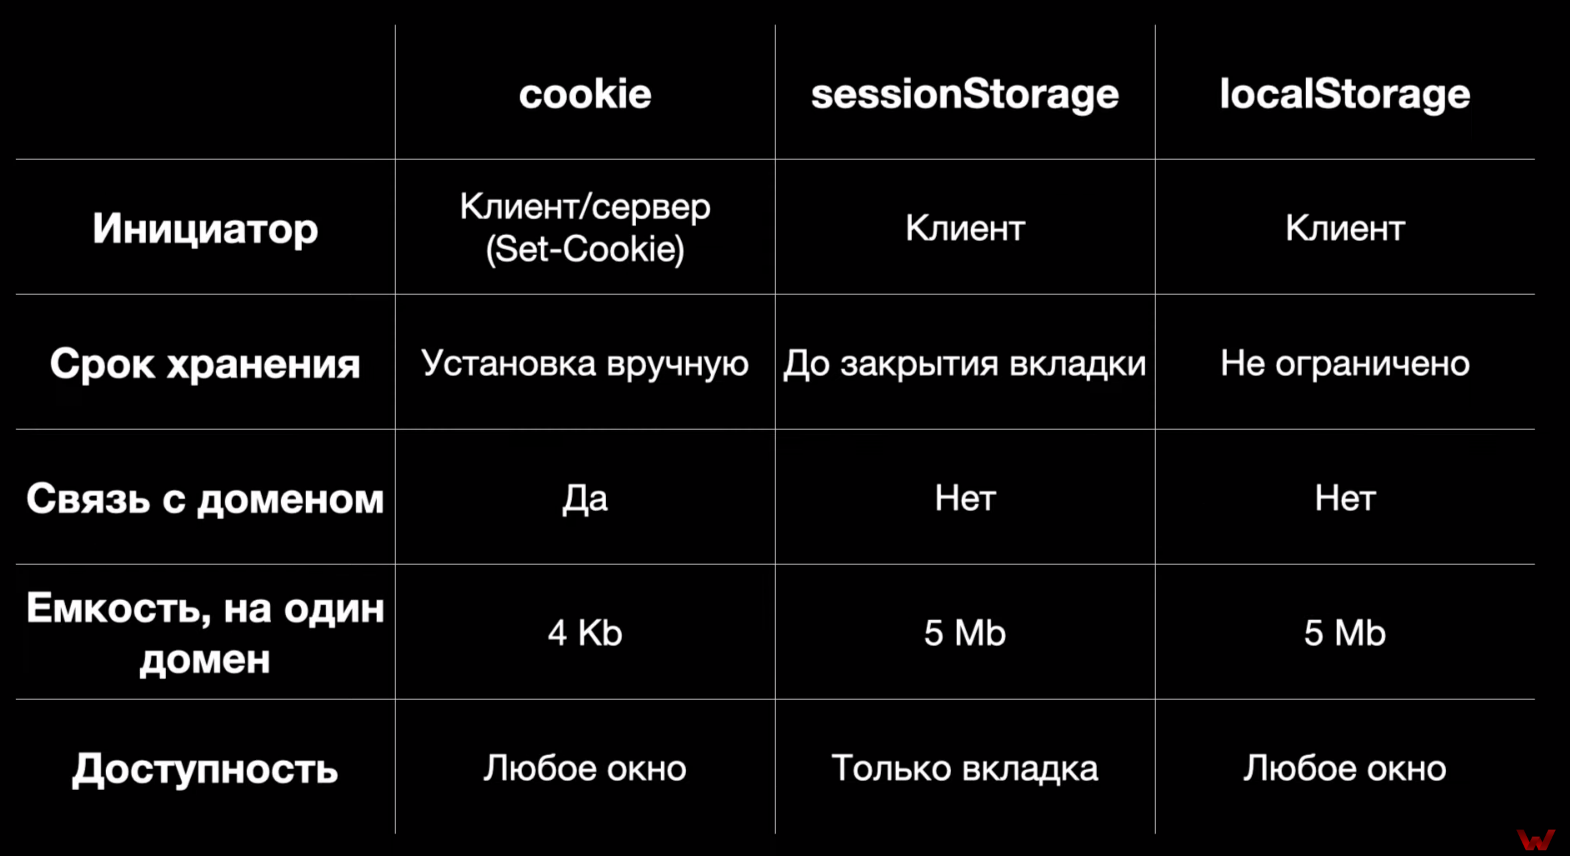 cookie
sessionStorage
localStorage
Инициатор
Клиент/сервер
(Set-Cookie)
Клиент
Клиент
Срок хранения
Установка вручную
До закрытия вкладки
Не ограничено
Связь с доменом
Да
Нет
Нет
Емкость, на один
домен
4 Kb
5 Mb
5 Mb
Доступность
Любое окно
Только вкладка
Любое окно